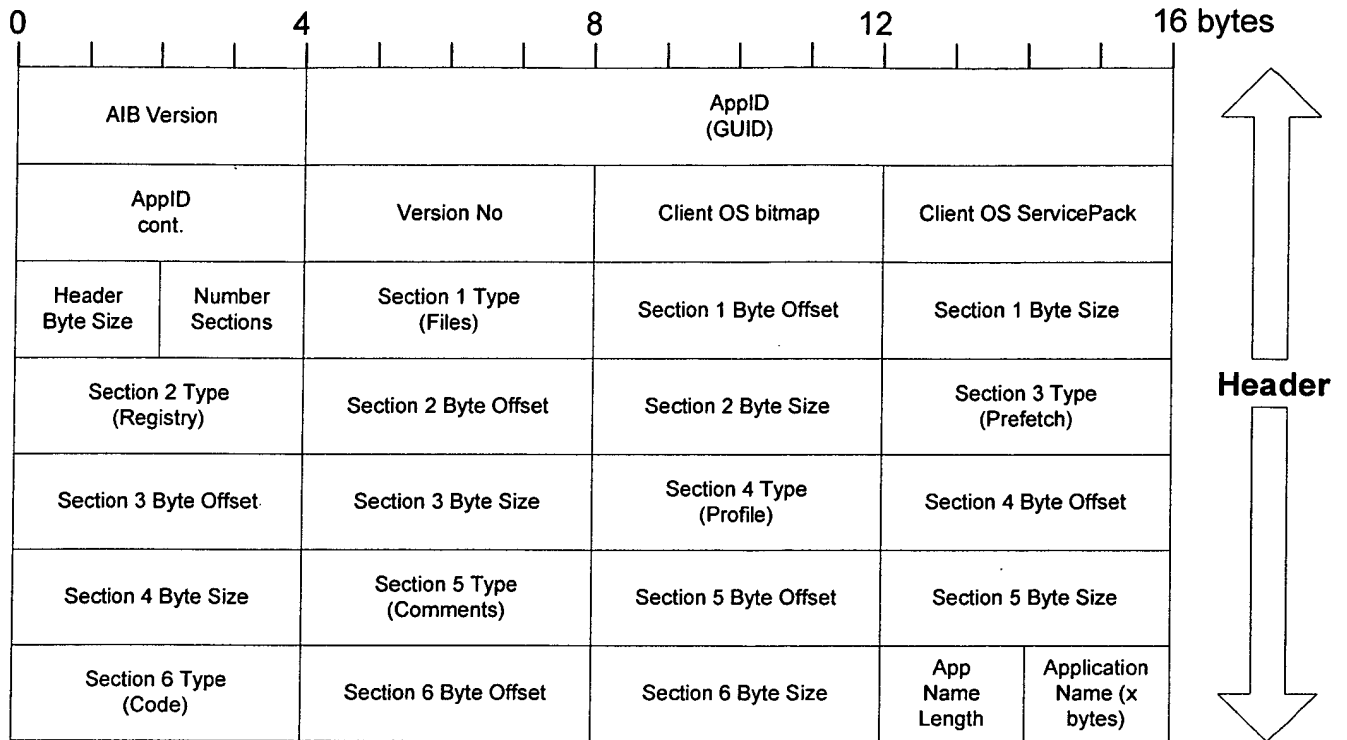 0 4 8 12 16 bytes
AIB Version
AppID
(GUID)
AppID
cont.
Version No
Client OS bitmap
Client OS ServicePack
Header
Byte Size
Number
Sections
Section 1 Type
(Files)
Section 1 Byte Offset
Section 1 Byte Size
Section 2 Type
(Registry)
Section 2 Byte Offset
Section 2 Byte Size
Section 3 Type
(Prefetch)
Header
Section 3 Byte Offset
Section 3 Byte Size
Section 4 Type
(Profile)
Section 4 Byte Offset
Section 4 Byte Size
Section 5 Type
(Comments)
Section 5 Byte Offset
Section 5 Byte Size
Section 6 Type
(Code)
Section 6 Byte Offset
Section 6 Byte Size
App
Name
Length
Application
Name (x
bytes)